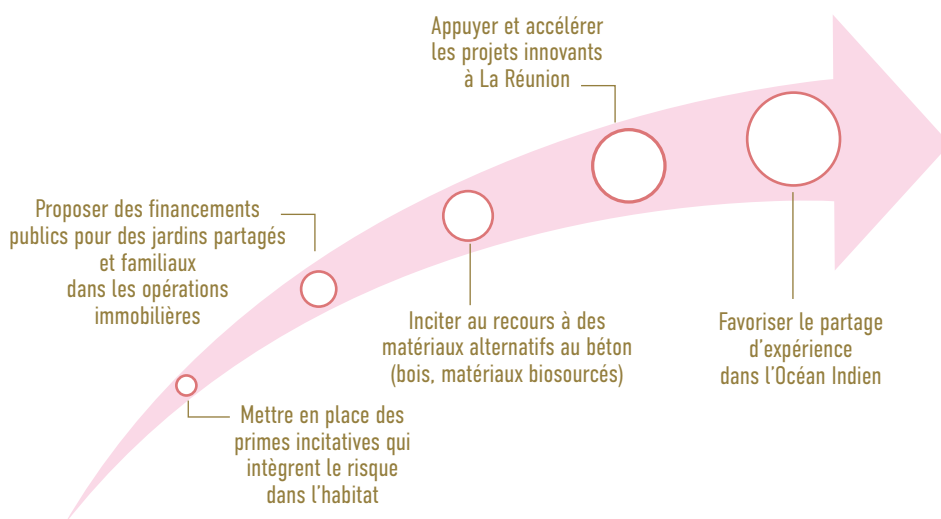 Appuyer et accélérer
les projets innovants
à La Réunion
Proposer des financements
publics pour des jardins partagés
et familiaux
dans les opérations
immobilières
Inciter au recours à des
matériaux alternatifs au béton
(bois, matériaux biosourcés)
Favoriser le partage
d’expérience
dans l’Océan Indien
Mettre en place des
primes incitatives qui
intègrent le risque
dans l’habitat